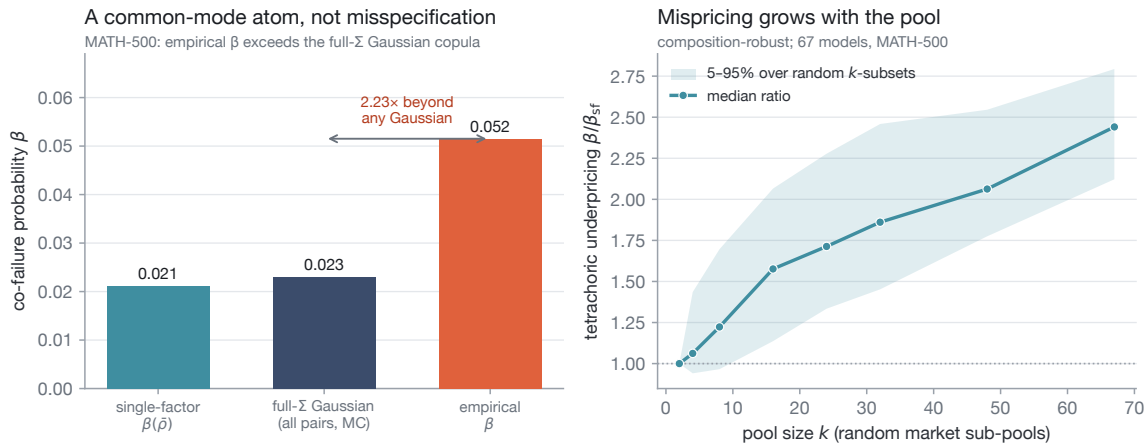 A common-mode atom, not misspecification
MATH-500: empirical β exceeds the full-Σ Gaussian copula
co-failure probability β
0.06
0.05
0.04
0.03
0.02
0.01
0.00
2.23× beyond
any Gaussian
0.021
0.023
0.052
single-factor
β(ρ̄)
full-Σ Gaussian
(all pairs, MC)
empirical
β
Mispricing grows with the pool
composition-robust; 67 models, MATH-500
5–95% over random k-subsets
median ratio
tetrachoric underpricing β/βsf
2.75
2.50
2.25
2.00
1.75
1.50
1.25
1.00
0
10
20
30
40
50
60
70
pool size k (random market sub-pools)